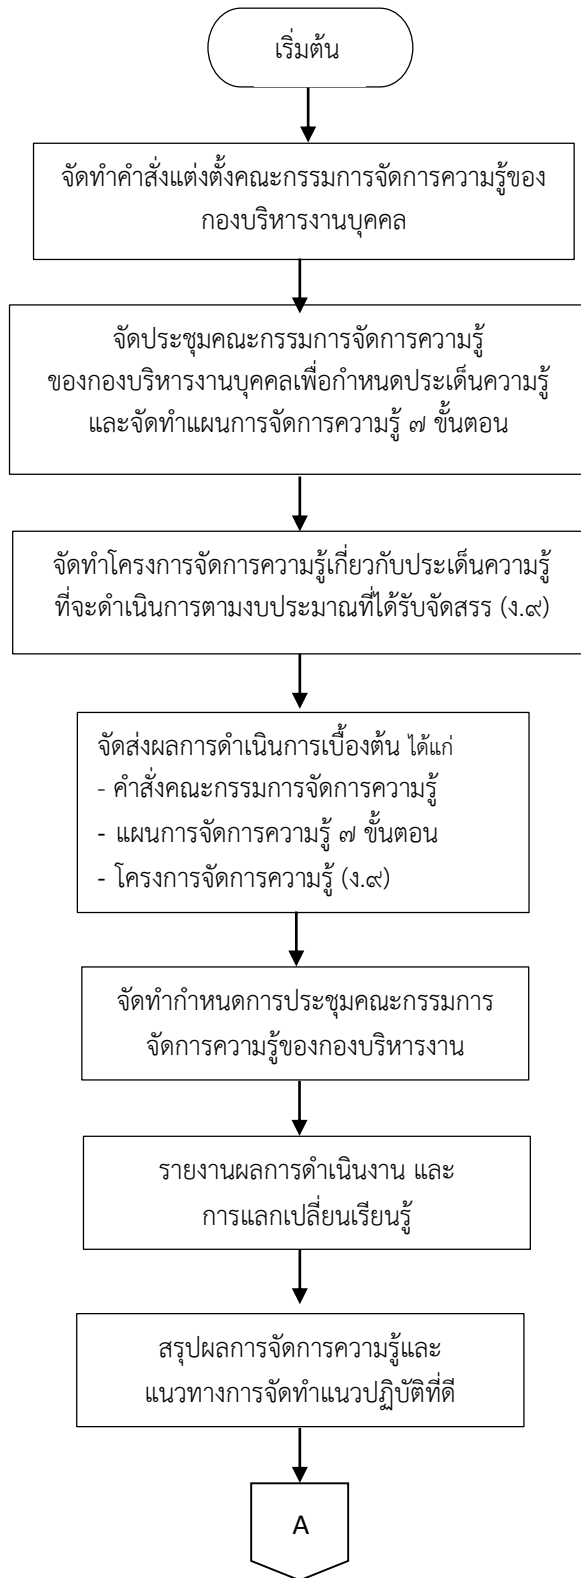 เริ่มต้น
จัดทำคำสั่งแต่งตั้งคณะกรรมการจัดการความรู้ของ
กองบริหารงานบุคคล
จัดประชุมคณะกรรมการจัดการความรู้
ของกองบริหารงานบุคคลเพื่อกำหนดประเด็นความรู้
และจัดทำแผนการจัดการความรู้ ๗ ขั้นตอน
จัดทำโครงการจัดการความรู้เกี่ยวกับประเด็นความรู้
ที่จะดำเนินการตามงบประมาณที่ได้รับจัดสรร (ง.๙)
จัดส่งผลการดำเนินการเบื้องต้น ได้แก่
- คำสั่งคณะกรรมการจัดการความรู้
- แผนการจัดการความรู้ ๗ ขั้นตอน
- โครงการจัดการความรู้ (ง.๙)
จัดทำกำหนดการประชุมคณะกรรมการ
จัดการความรู้ของกองบริหารงาน
รายงานผลการดำเนินงาน และ
การแลกเปลี่ยนเรียนรู้
สรุปผลการจัดการความรู้และ
แนวทางการจัดทำแนวปฏิบัติที่ดี
A